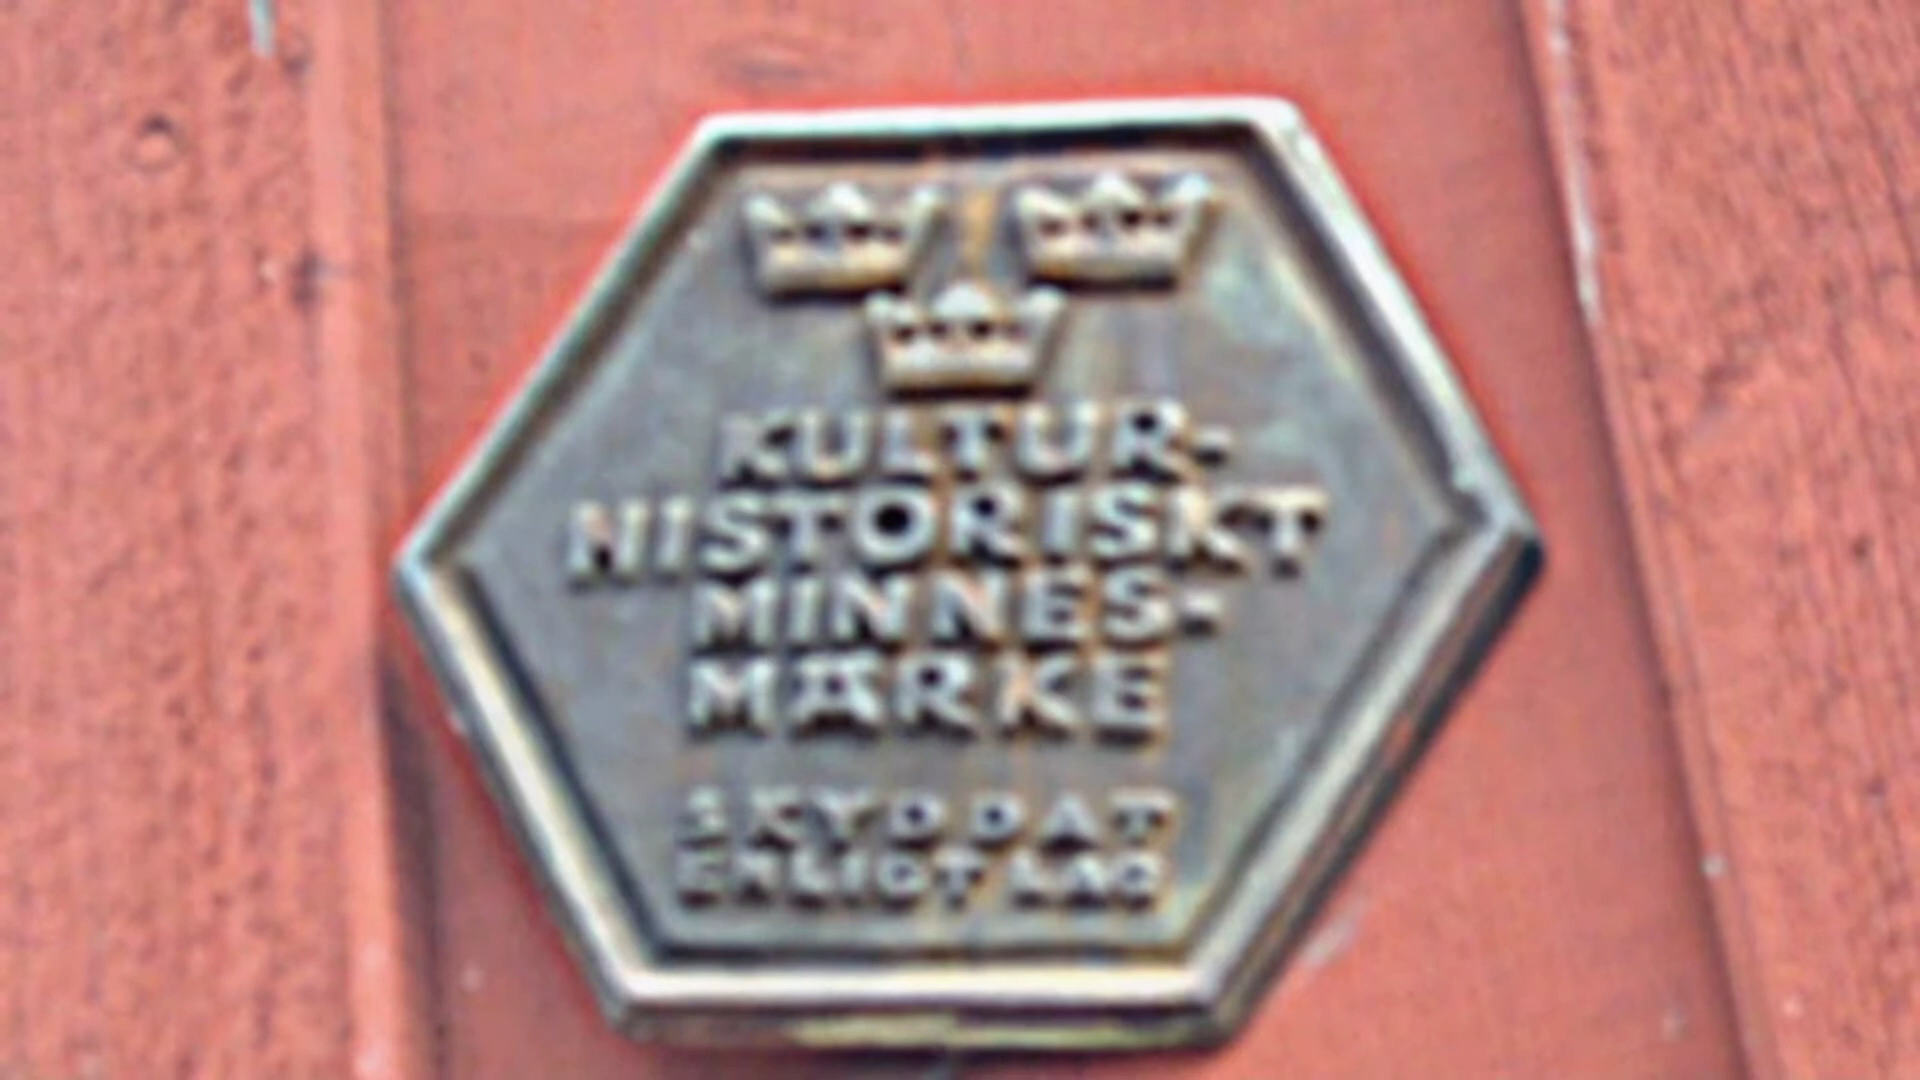 KULTUR-
HISTORISKT
MINNES-
MÄRKE
SKYDDAT
ENLIGT LAG